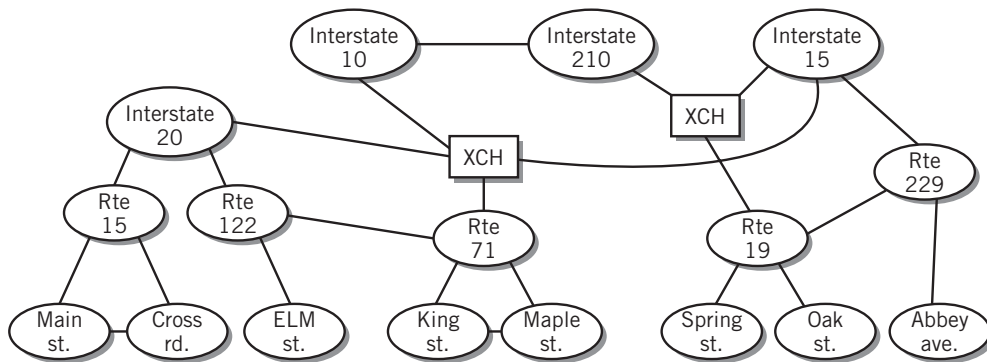 Interstate
10
Interstate
210
Interstate
15
XCH
Interstate
20
XCH
Rte
229
Rte
15
Rte
122
Rte
71
Rte
19
Main
st.
Cross
rd.
ELM
st.
King
st.
Maple
st.
Spring
st.
Oak
st.
Abbey
ave.